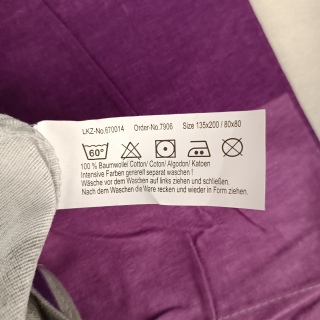 LKZ-No.670014 Order-No.7906 Size 135x200 / 80x80
60°
100 % Baumwolle/ Cotton/ Coton/ Algodon/ Katoen
Intensive Farben generell separat waschen !
Wäsche vor dem Waschen auf links ziehen und schließen.
Nach dem Waschen die Ware recken und wieder in Form ziehen.